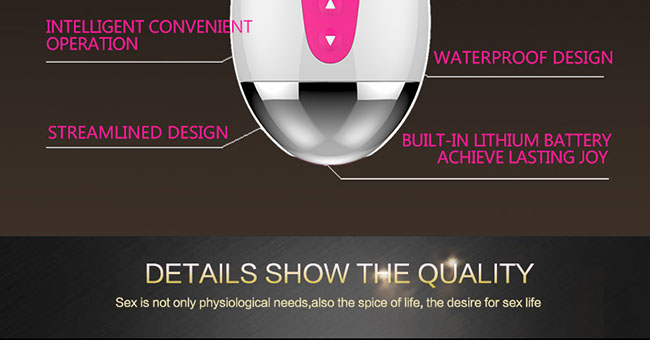 INTELLIGENT CONVENIENT
OPERATION
WATERPROOF DESIGN
STREAMLINED DESIGN
BUILT-IN LITHIUM BATTERY
ACHIEVE LASTING JOY
DETAILS SHOW THE QUALITY
Sex is not only physiological needs,also the spice of life, the desire for sex life